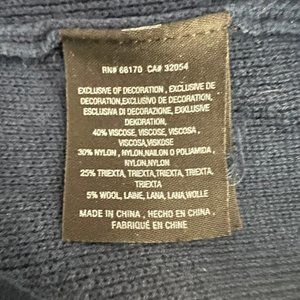 RN# 66170 CA# 32054
EXCLUSIVE OF DECORATION , EXCLUSIVE DE
DECORATION,EXCLUSIVO DE DECORACION,
ESCLUSIVA DI DECORAZIONE, EXKLUSIVE
DEKORATION,
40% VISCOSE, VISCOSE, VISCOSA
,VISCOSA,VISKOSE
30% NYLON , NYLON,NAILON O POLIAMIDA ,
NYLON,NYLON
25% TRIEXTA, TRIEXTA,TRIEXTA, TRIEXTA,
TRIEXTA
5% WOOL, LAINE, LANA, LANA,WOLLE
MADE IN CHINA , HECHO EN CHINA ,
FABRIQUÉ EN CHINE